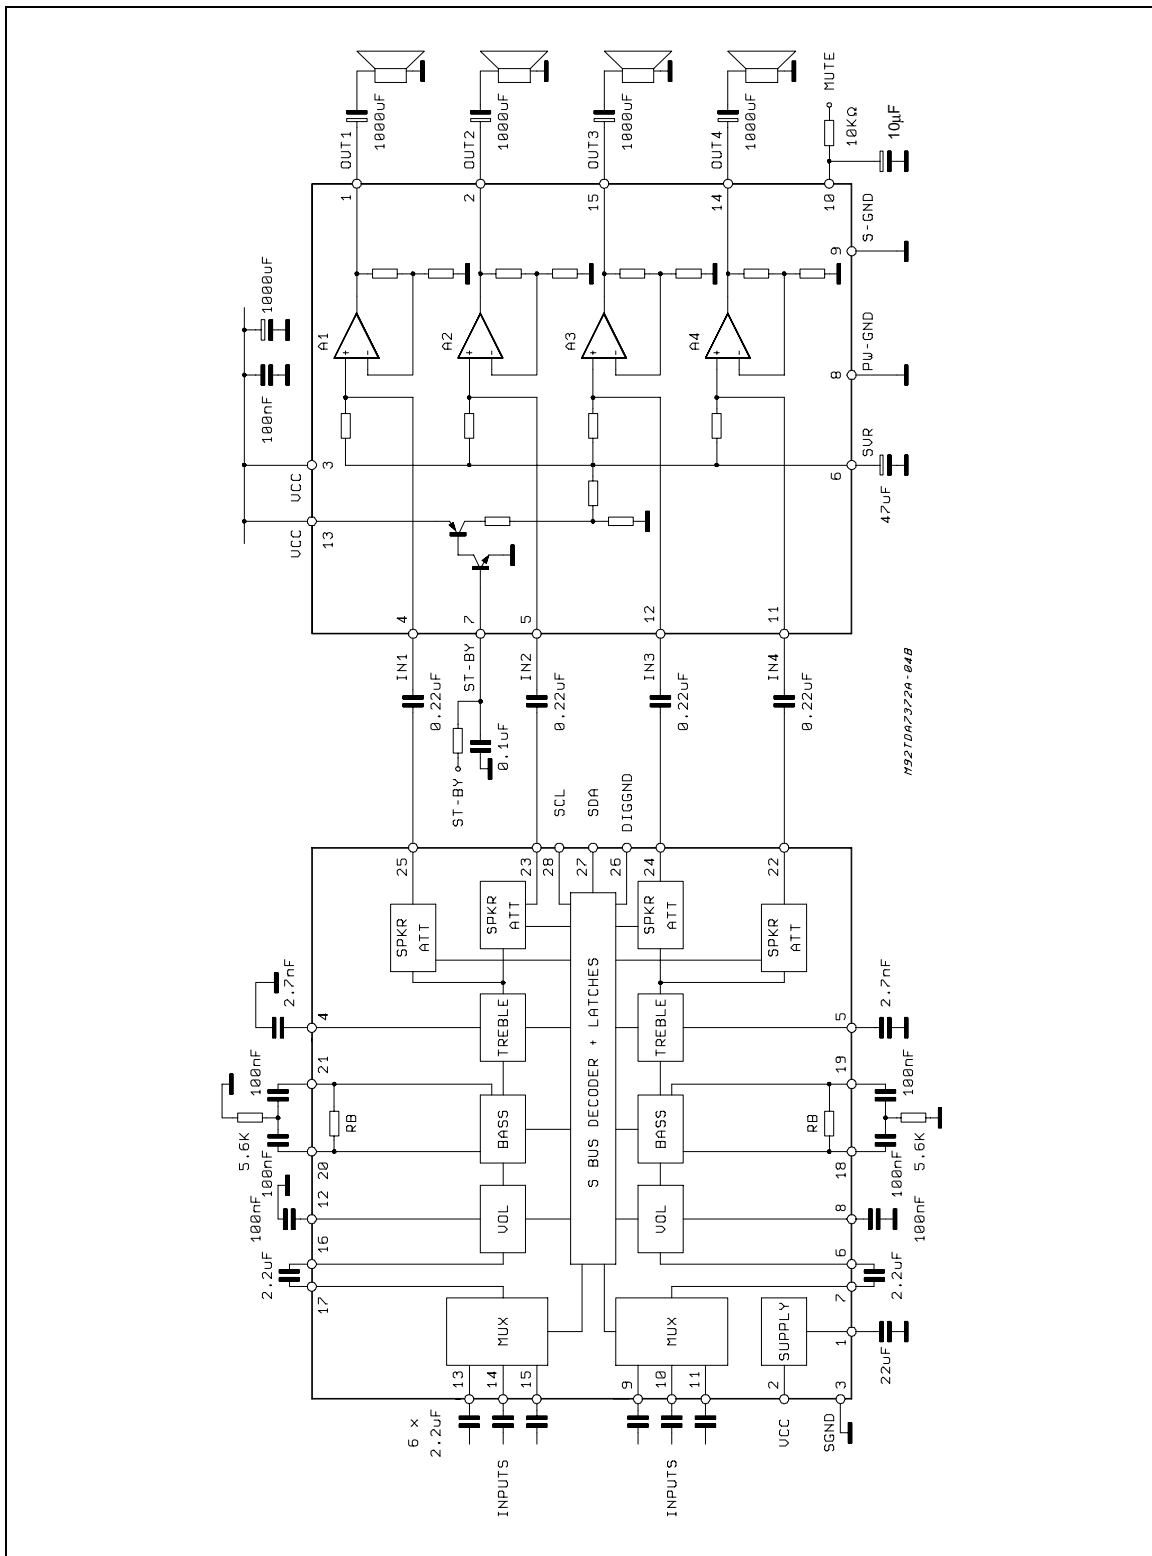 INPUTS
6 x
2.2uF
13
14
15
MUX
17
16
2.2uF
VOL
12
100nF
20
21
100nF
100nF
5.6K
RB
BASS
4
2.7nF
TREBLE
SPKR
ATT
25
SPKR
ATT
23
S BUS DECODER + LATCHES
28
SCL
27
SDA
26
DIGGND
INPUTS
9
10
11
MUX
7
6
2.2uF
VOL
8
100nF
18
19
100nF
100nF
5.6K
RB
BASS
5
2.7nF
TREBLE
SPKR
ATT
24
SPKR
ATT
22
VCC
2
SUPPLY
1
22uF
SGND
3
0.22uF
IN1
4
ST-BY
0.1uF
ST-BY
7
0.22uF
IN2
5
0.22uF
IN3
12
0.22uF
IN4
11
VCC
13
VCC
3
100nF
1000uF
A1
A2
A3
A4
1
OUT1
1000uF
2
OUT2
1000uF
15
OUT3
1000uF
14
OUT4
1000uF
6
SVR
47uF
8
PW-GND
9
S-GND
10
10KΩ
MUTE
10µF
M92TDA7372A-04B